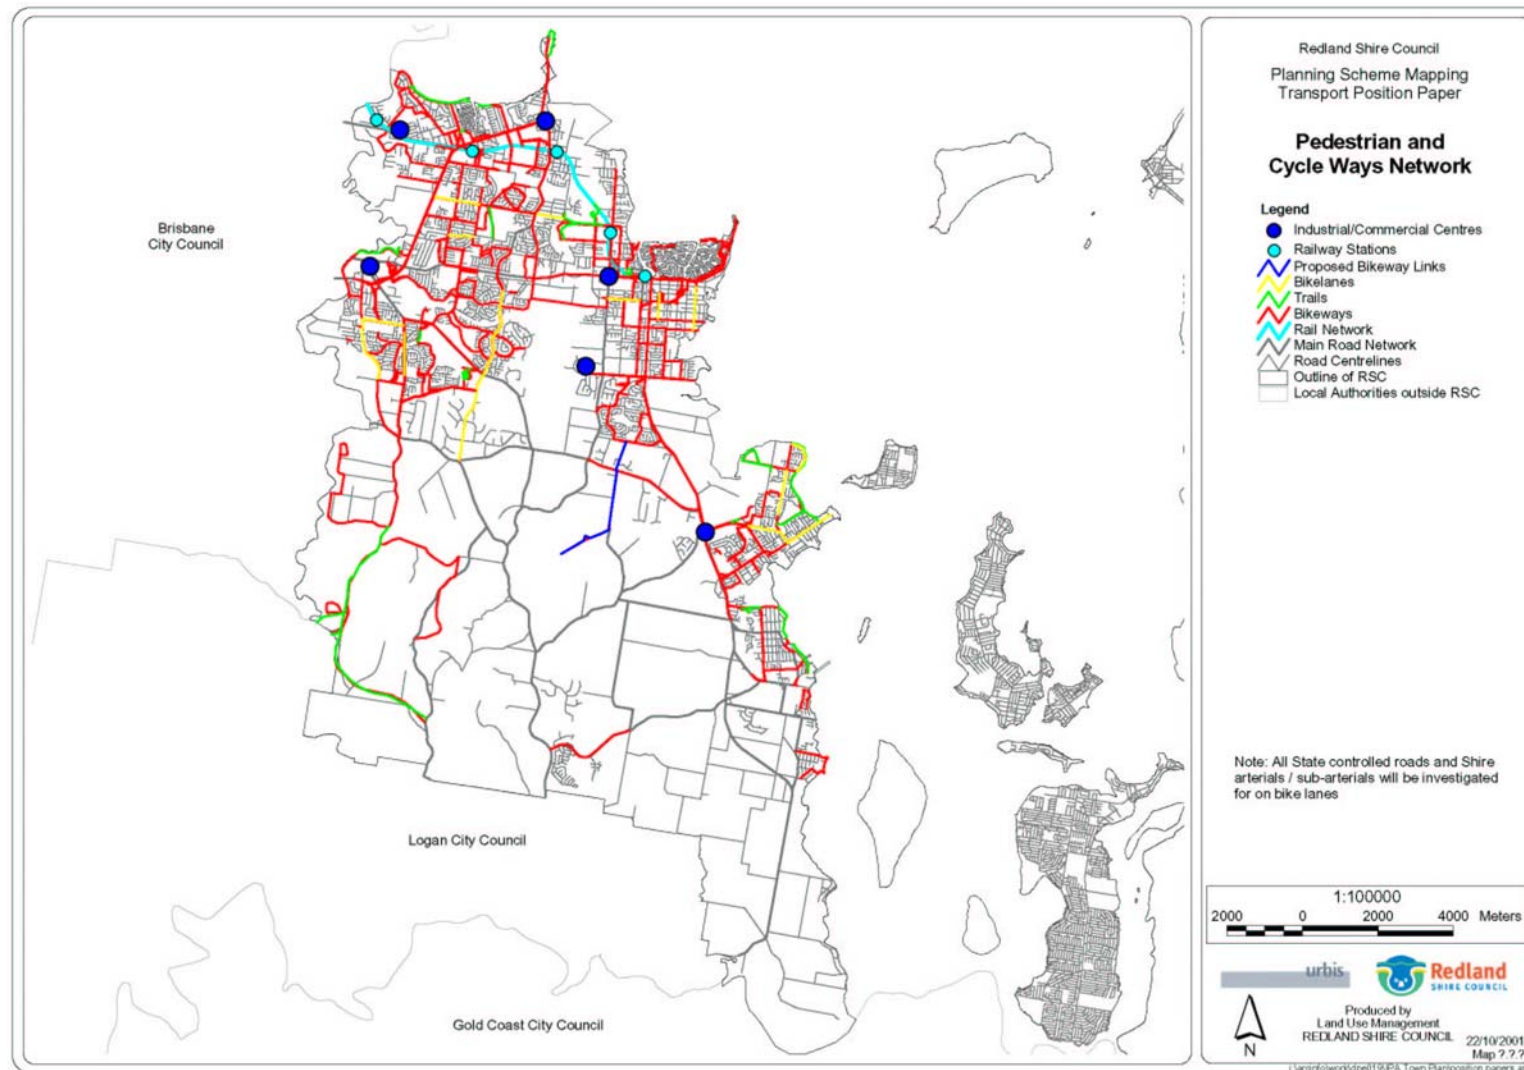 Redland Shire Council
Planning Scheme Mapping
Transport Position Paper
Pedestrian and
Cycle Ways Network
Legend
Industrial/Commercial Centres
Railway Stations
Proposed Bikeway Links
Bikelanes
Trails
Bikeways
Rail Network
Main Road Network
Road Centrelines
Outline of RSC
Local Authorities outside RSC
Brisbane
City Council
Logan City Council
Gold Coast City Council
Note: All State controlled roads and Shire
arterials / sub-arterials will be investigated
for on bike lanes
1:100000
2000 0 2000 4000 Meters
urbis
Redland
SHIRE COUNCIL
N
Produced by
Land Use Management
REDLAND SHIRE COUNCIL
22/10/2001
Map ?.?.?